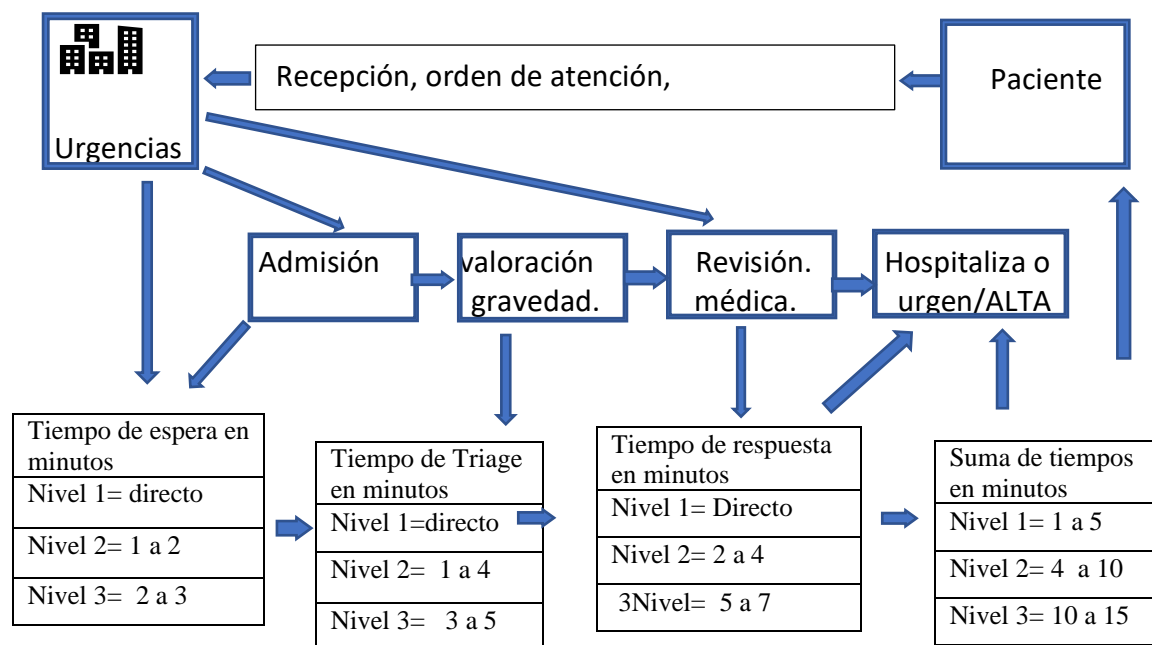 Recepción, orden de atención,
Paciente
Urgencias
Admisión
valoración
gravedad.
Revisión.
médica.
Hospitaliza o
urgen/ALTA
Tiempo de espera en
minutos
Nivel 1= directo
Nivel 2= 1 a 2
Nivel 3=  2 a 3
Tiempo de Triage
en minutos
Nivel 1=directo
Nivel 2=  1 a 4
Nivel 3=   3 a 5
Tiempo de respuesta
en minutos
Nivel 1= Directo
Nivel 2= 2 a 4
3Nivel=  5 a 7
Suma de tiempos
en minutos
Nivel 1= 1 a 5
Nivel 2= 4  a 10
Nivel 3= 10 a 15